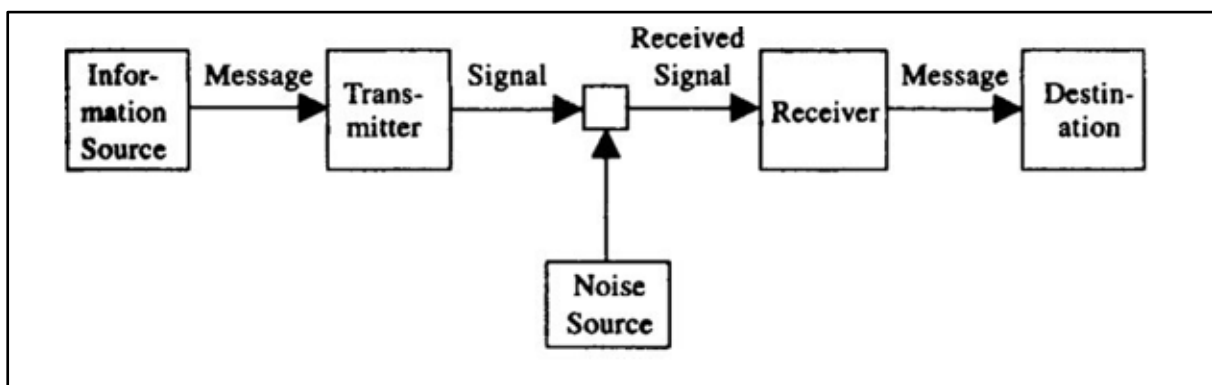 Infor-
mation
Source
Message
Trans-
mitter
Signal
Received
Signal
Receiver
Message
Destin-
ation
Noise
Source